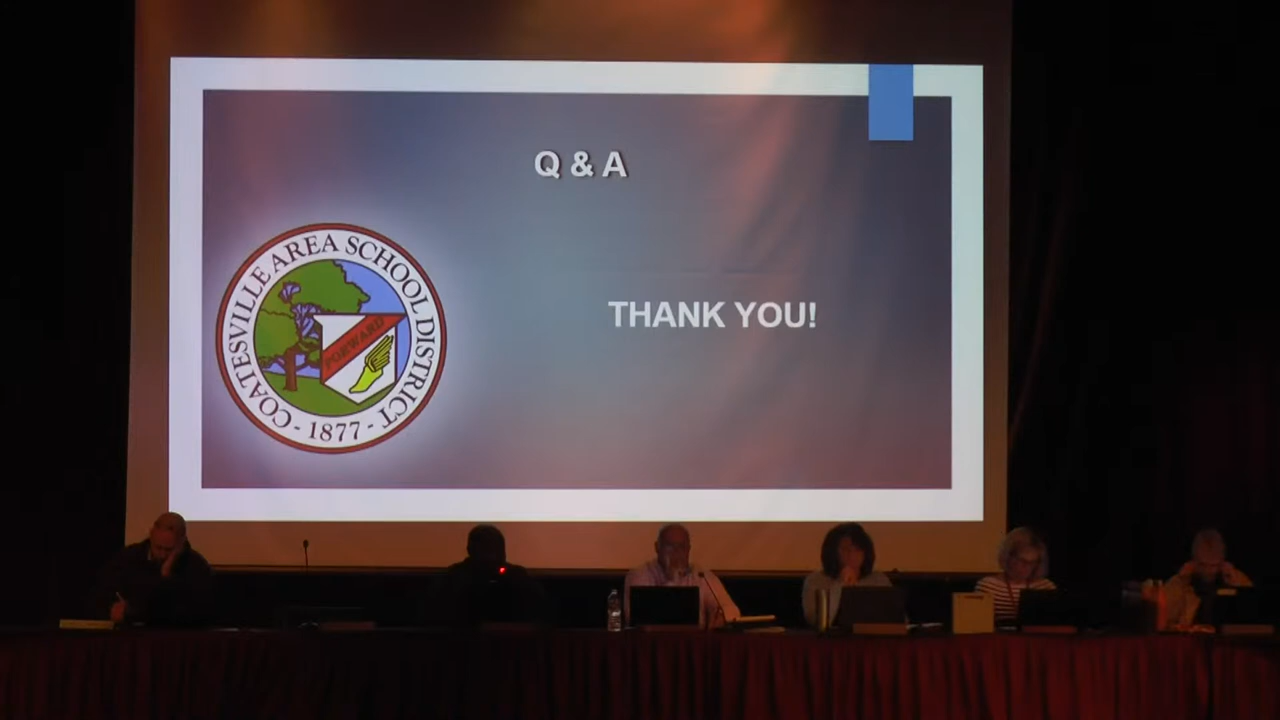 Q & A
COATESVILLE AREA SCHOOL DISTRICT
FORWARD
- 1877 -
THANK YOU!